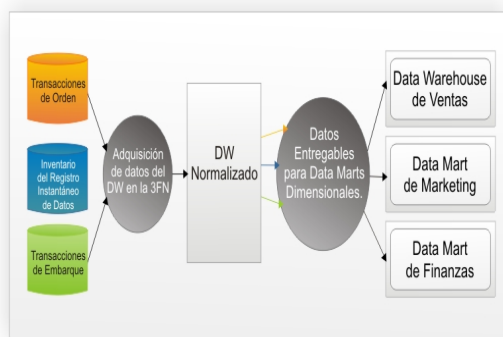 Transacciones
de Orden
Inventario
del Registro
Instantáneo
de Datos
Transacciones
de Embarque
Adquisición
de datos del
DW en la 3FN
DW
Normalizado
Datos
Entregables
para Data Marts
Dimensionales.
Data Warehouse
de Ventas
Data Mart
de Marketing
Data Mart
de Finanzas